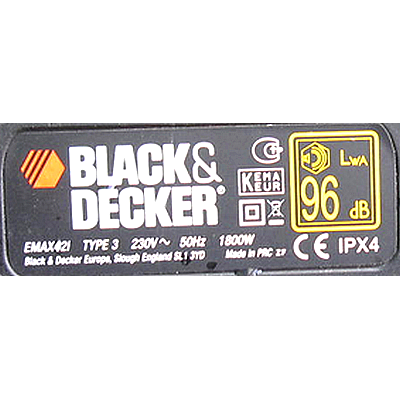 BLACK&
DECKER®
KEMA
KEUR
LWA
96 dB
EMAX42I TYPE 3 230V~ 50Hz 1800W
CE IPX4
Black & Decker Europe, Slough England SL1 3YD Made in PRC